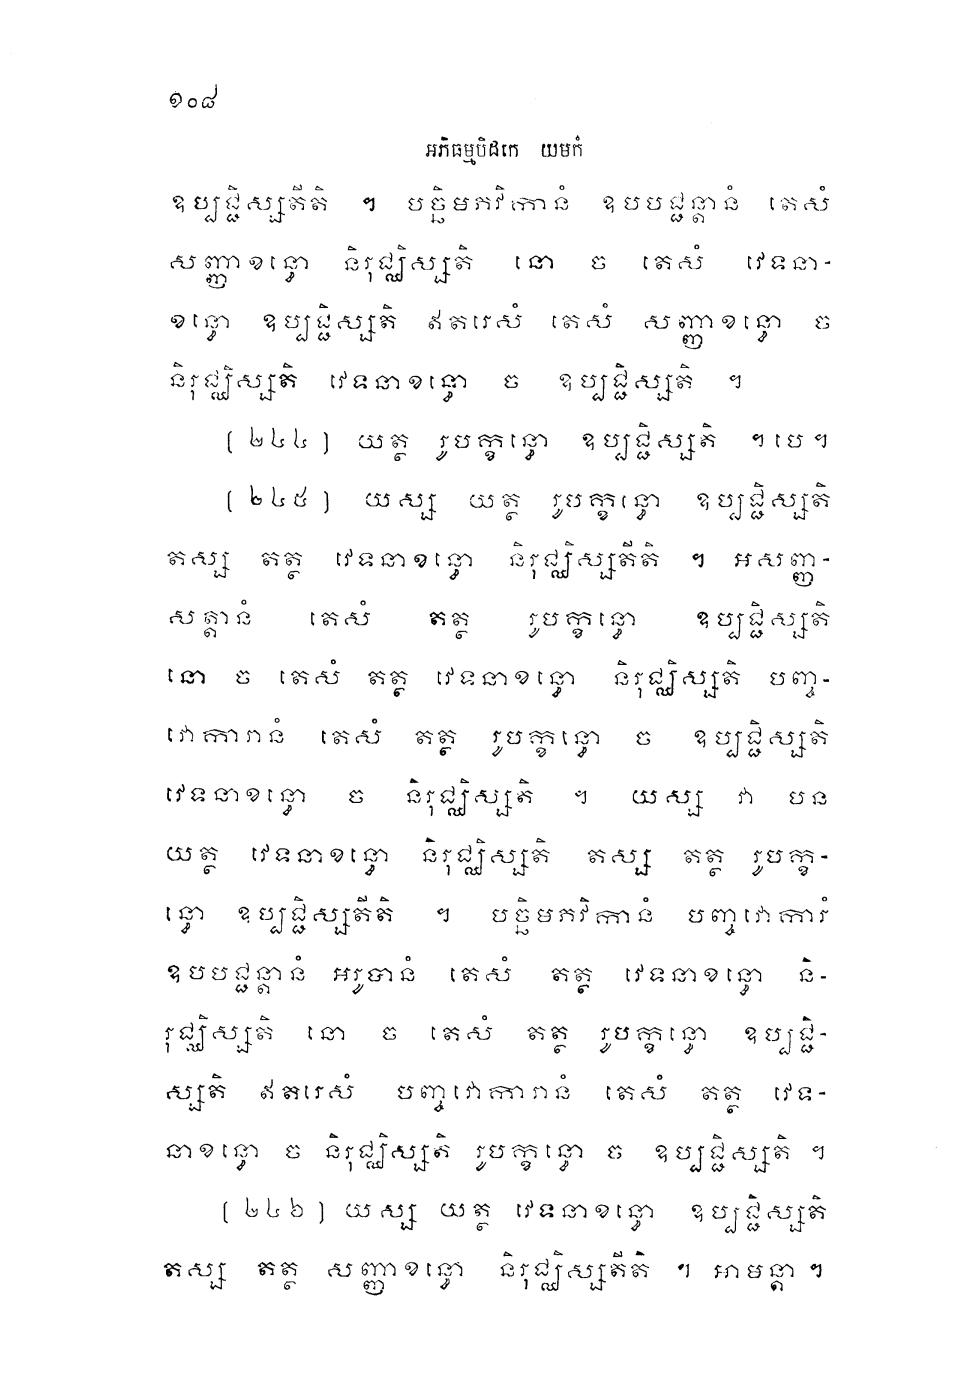 ១០៨
អភិធម្មបិដកេ យមកំ
ឧប្បជ្ជិស្សតីតិ ។ បច្ឆិមភវិកានំ ឧបបជ្ជន្តានំ តេសំ
សញ្ញាខន្ធោ និរុជ្ឈិស្សតិ នោ ច តេសំ វេទនា-
ខន្ធោ ឧប្បជ្ជិស្សតិ ឥតរេសំ តេសំ សញ្ញាខន្ធោ ច
និរុជ្ឈិស្សតិ វេទនាខន្ធោ ច ឧប្បជ្ជិស្សតិ ។
(២៤៤) យត្ថ រូបក្ខន្ធោ ឧប្បជ្ជិស្សតិ ។បេ។
(២៤៥) យស្ស យត្ថ រូបក្ខន្ធោ ឧប្បជ្ជិស្សតិ
តស្ស តត្ថ វេទនាខន្ធោ និរុជ្ឈិស្សតីតិ ។ អសញ្ញ-
សត្តានំ តេសំ តត្ថ រូបក្ខន្ធោ ឧប្បជ្ជិស្សតិ
នោ ច តេសំ តត្ថ វេទនាខន្ធោ និរុជ្ឈិស្សតិ បញ្ច-
វោការានំ តេសំ តត្ថ រូបក្ខន្ធោ ច ឧប្បជ្ជិស្សតិ
វេទនាខន្ធោ ច និរុជ្ឈិស្សតិ ។ យស្ស វា បន
យត្ថ វេទនាខន្ធោ និរុជ្ឈិស្សតិ តស្ស តត្ថ រូបក្ខ-
ន្ធោ ឧប្បជ្ជិស្សតីតិ ។ បច្ឆិមភវិកានំ បញ្ចវោការំ
ឧបបជ្ជន្តានំ អរូបានំ តេសំ តត្ថ វេទនាខន្ធោ និ-
រុជ្ឈិស្សតិ នោ ច តេសំ តត្ថ រូបក្ខន្ធោ ឧប្បជ្ជិ-
ស្សតិ ឥតរេសំ បញ្ចវោការានំ តេសំ តត្ថ វេទ-
នាខន្ធោ ច និរុជ្ឈិស្សតិ រូបក្ខន្ធោ ច ឧប្បជ្ជិស្សតិ ។
(២៤៦) យស្ស យត្ថ វេទនាខន្ធោ ឧប្បជ្ជិស្សតិ
តស្ស តត្ថ សញ្ញាខន្ធោ និរុជ្ឈិស្សតីតិ ។ អាមន្តា ។